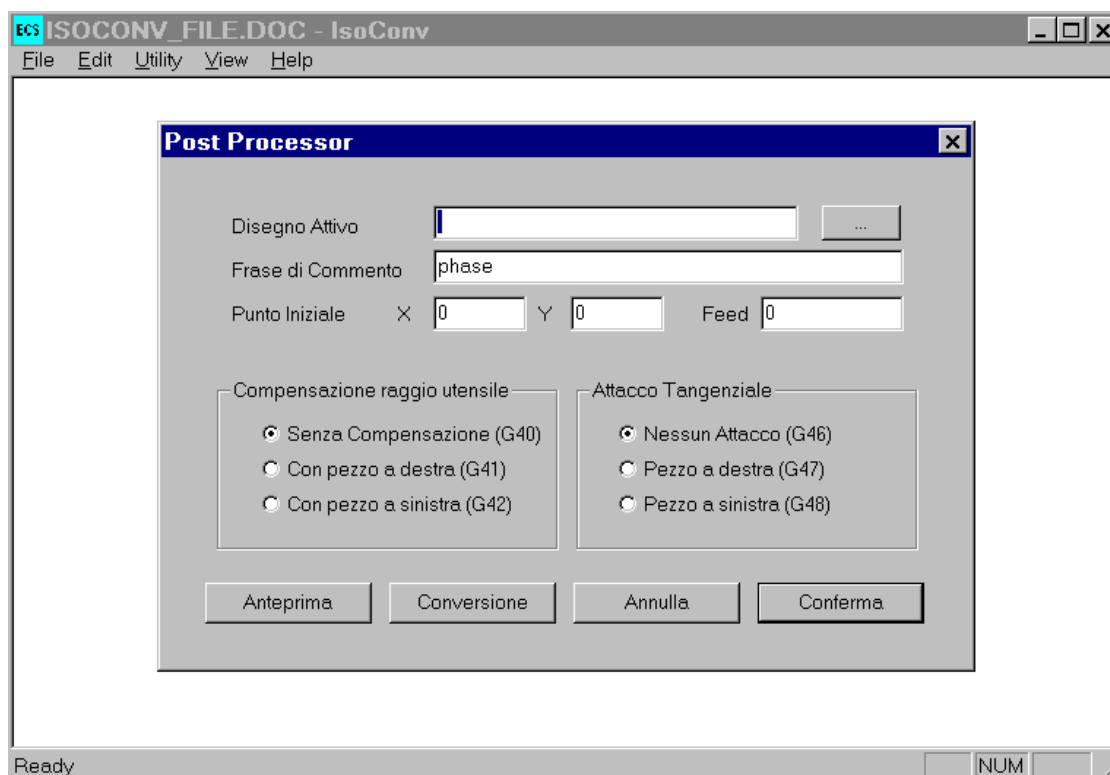 ECS ISOCONV_FILE.DOC - IsoConv
File Edit Utility View Help
Post Processor
Disegno Attivo ...
Frase di Commento phase
Punto Iniziale X 0 Y 0 Feed 0
Compensazione raggio utensile Attacco Tangenziale
Senza Compensazione (G40) Nessun Attacco (G46)
Con pezzo a destra (G41) Pezzo a destra (G47)
Con pezzo a sinistra (G42) Pezzo a sinistra (G48)
Anteprima Conversione Annulla Conferma
Ready NUM